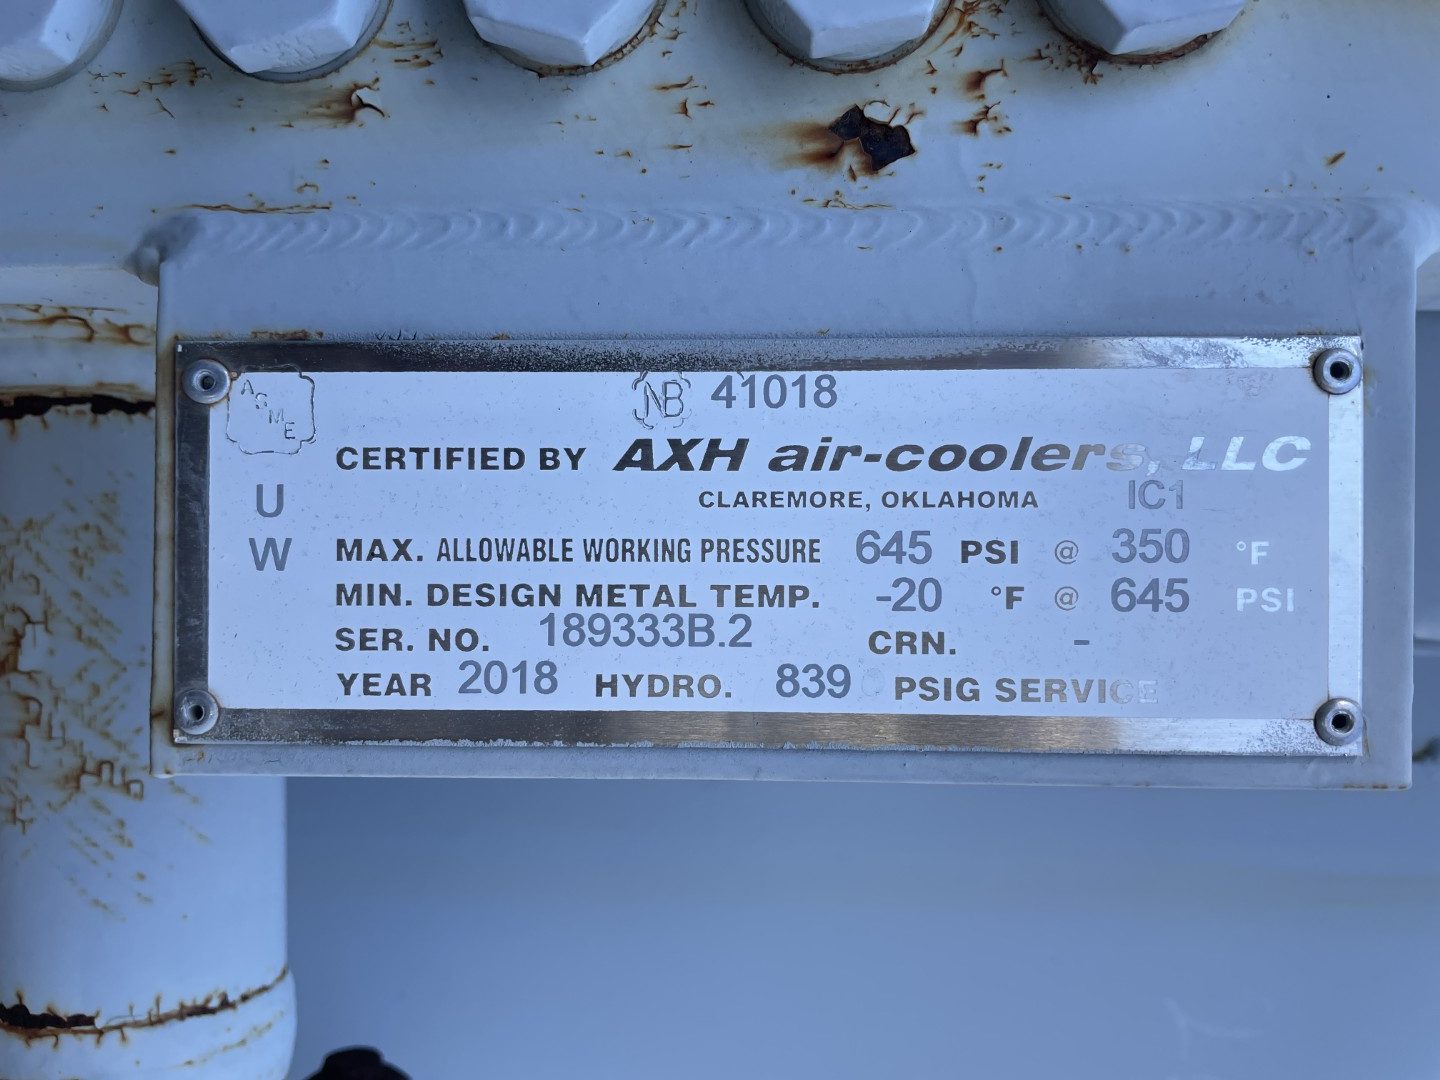 ASME NB 41018
CERTIFIED BY AXH air-coolers, LLC
U CLAREMORE, OKLAHOMA IC1
W MAX. ALLOWABLE WORKING PRESSURE 645 PSI @ 350 °F
MIN. DESIGN METAL TEMP. -20 °F @ 645 PSI
SER. NO. 189333B.2 CRN. -
YEAR 2018 HYDRO. 839 PSIG SERVICE